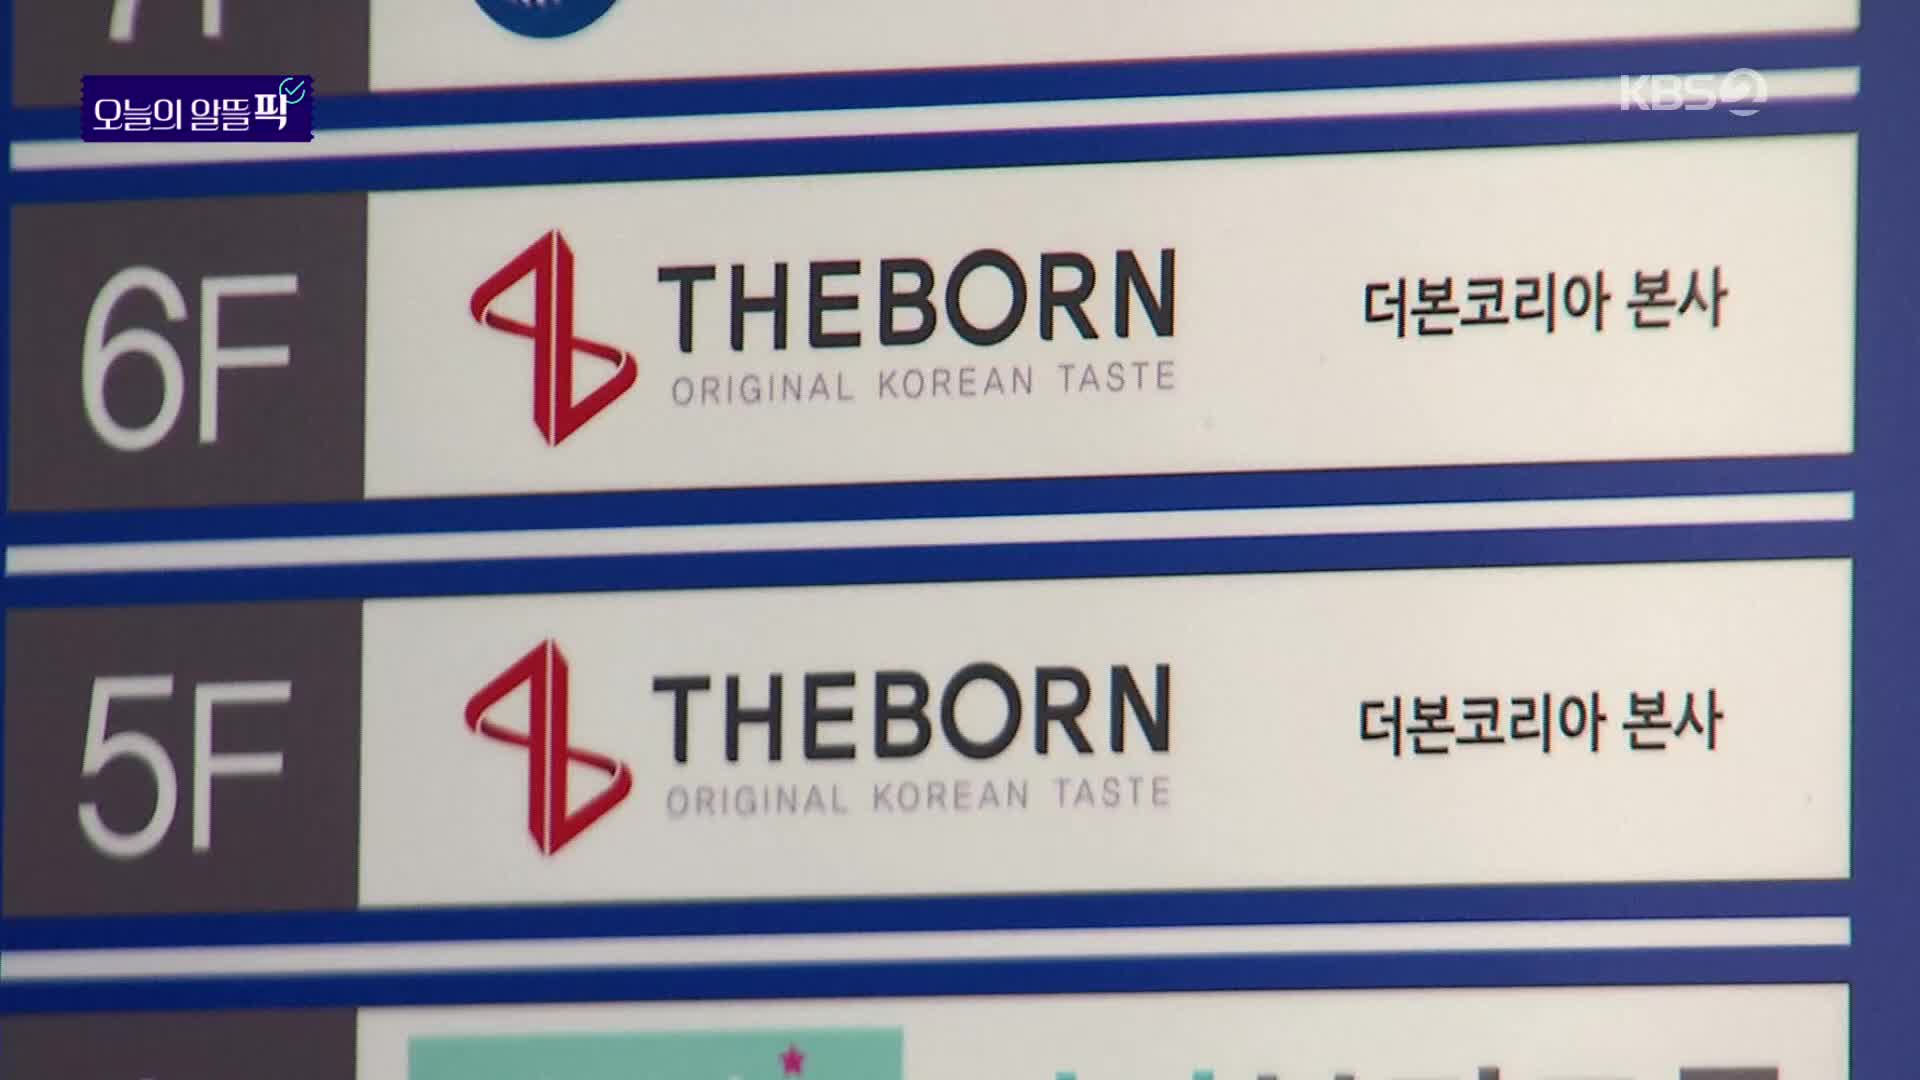 7F
오늘의 알뜰픽
KBS2
6F
THEBORN
ORIGINAL KOREAN TASTE
더본코리아 본사
5F
THEBORN
ORIGINAL KOREAN TASTE
더본코리아 본사